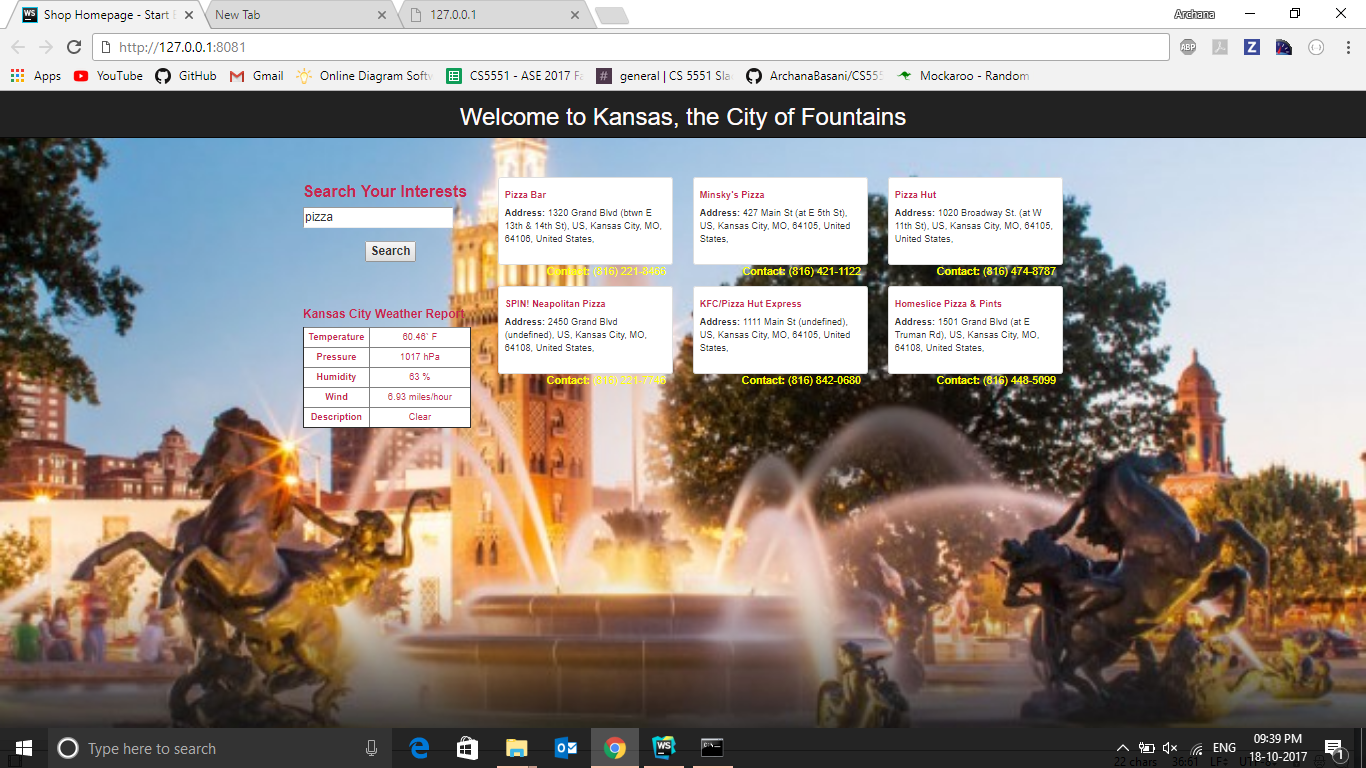 Shop Homepage - Start
New Tab
127.0.0.1
Archana
http://127.0.0.1:8081
ABP
Z
Apps
YouTube
GitHub
Gmail
Online Diagram Softw
CS5551 - ASE 2017 Fa
general | CS 5551 Slac
ArchanaBasani/CS555
Mockaroo - Random
Welcome to Kansas, the City of Fountains
Search Your Interests
pizza
Search
Kansas City Weather Report
Temperature 60.46° F
Pressure 1017 hPa
Humidity 63 %
Wind 6.93 miles/hour
Description Clear
Pizza Bar
Address: 1320 Grand Blvd (btwn E
13th & 14th St), US, Kansas City, MO,
64106, United States,
Contact: (816) 221-8466
Minsky's Pizza
Address: 427 Main St (at E 5th St),
US, Kansas City, MO, 64105, United
States,
Contact: (816) 421-1122
Pizza Hut
Address: 1020 Broadway St. (at W
11th St), US, Kansas City, MO, 64105,
United States,
Contact: (816) 474-8787
SPIN! Neapolitan Pizza
Address: 2450 Grand Blvd
(undefined), US, Kansas City, MO,
64108, United States,
Contact: (816) 221-7748
KFC/Pizza Hut Express
Address: 1111 Main St (undefined),
US, Kansas City, MO, 64105, United
States,
Contact: (816) 842-0680
Homeslice Pizza & Pints
Address: 1501 Grand Blvd (at E
Truman Rd), US, Kansas City, MO,
64108, United States,
Contact: (816) 448-5099
Type here to search
WS
ENG
09:39 PM
18-10-2017
1
22 chars 36:61 LF÷